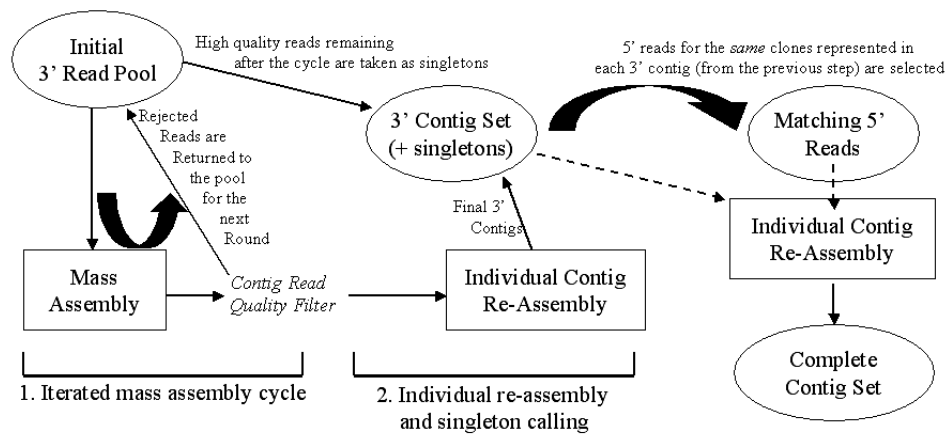 Initial
3’ Read Pool
High quality reads remaining
after the cycle are taken as singletons
5’ reads for the same clones represented in
each 3’ contig (from the previous step) are selected
Rejected
Reads are
Returned to
the pool
for the
next
Round
3’ Contig Set
(+ singletons)
Matching 5’
Reads
Final 3’
Contigs
Mass
Assembly
Contig Read
Quality Filter
Individual Contig
Re-Assembly
Individual Contig
Re-Assembly
Complete
Contig Set
1. Iterated mass assembly cycle
2. Individual re-assembly
and singleton calling